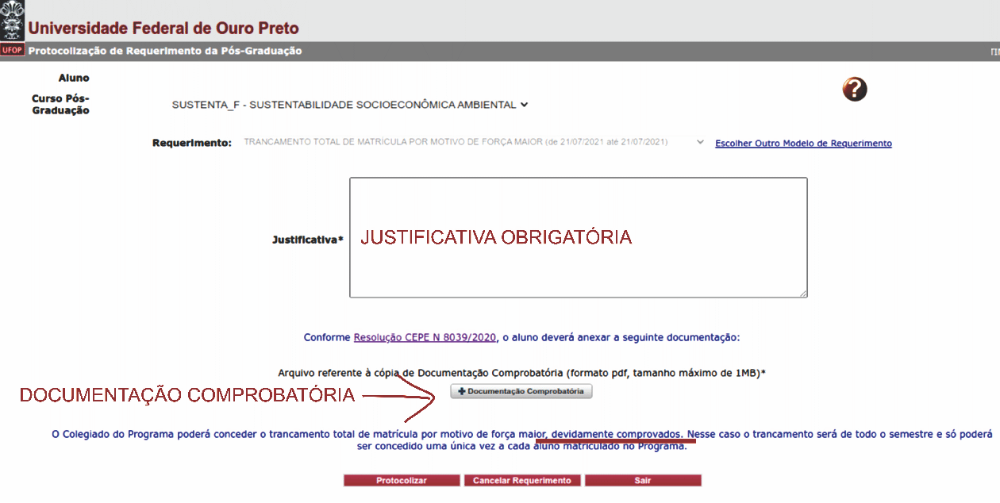 Universidade Federal de Ouro Preto
UFOP Protocolização de Requerimento da Pós-Graduação
Aluno
Curso Pós-
Graduação
SUSTENTA_F - SUSTENTABILIDADE SOCIOECONÔMICA AMBIENTAL
Requerimento: TRANCAMENTO TOTAL DE MATRÍCULA POR MOTIVO DE FORÇA MAIOR (de 21/07/2021 até 21/07/2021) Escolher Outro Modelo de Requerimento
Justificativa* JUSTIFICATIVA OBRIGATÓRIA
Conforme Resolução CEPE N 8039/2020, o aluno deverá anexar a seguinte documentação:
Arquivo referente à cópia de Documentação Comprobatória (formato pdf, tamanho máximo de 1MB)*
DOCUMENTAÇÃO COMPROBATÓRIA Documentação Comprobatória
O Colegiado do Programa poderá conceder o trancamento total de matrícula por motivo de força maior, devidamente comprovados. Nesse caso o trancamento será de todo o semestre e só poderá
ser concedido uma única vez a cada aluno matriculado no Programa.
Protocolizar Cancelar Requerimento Sair